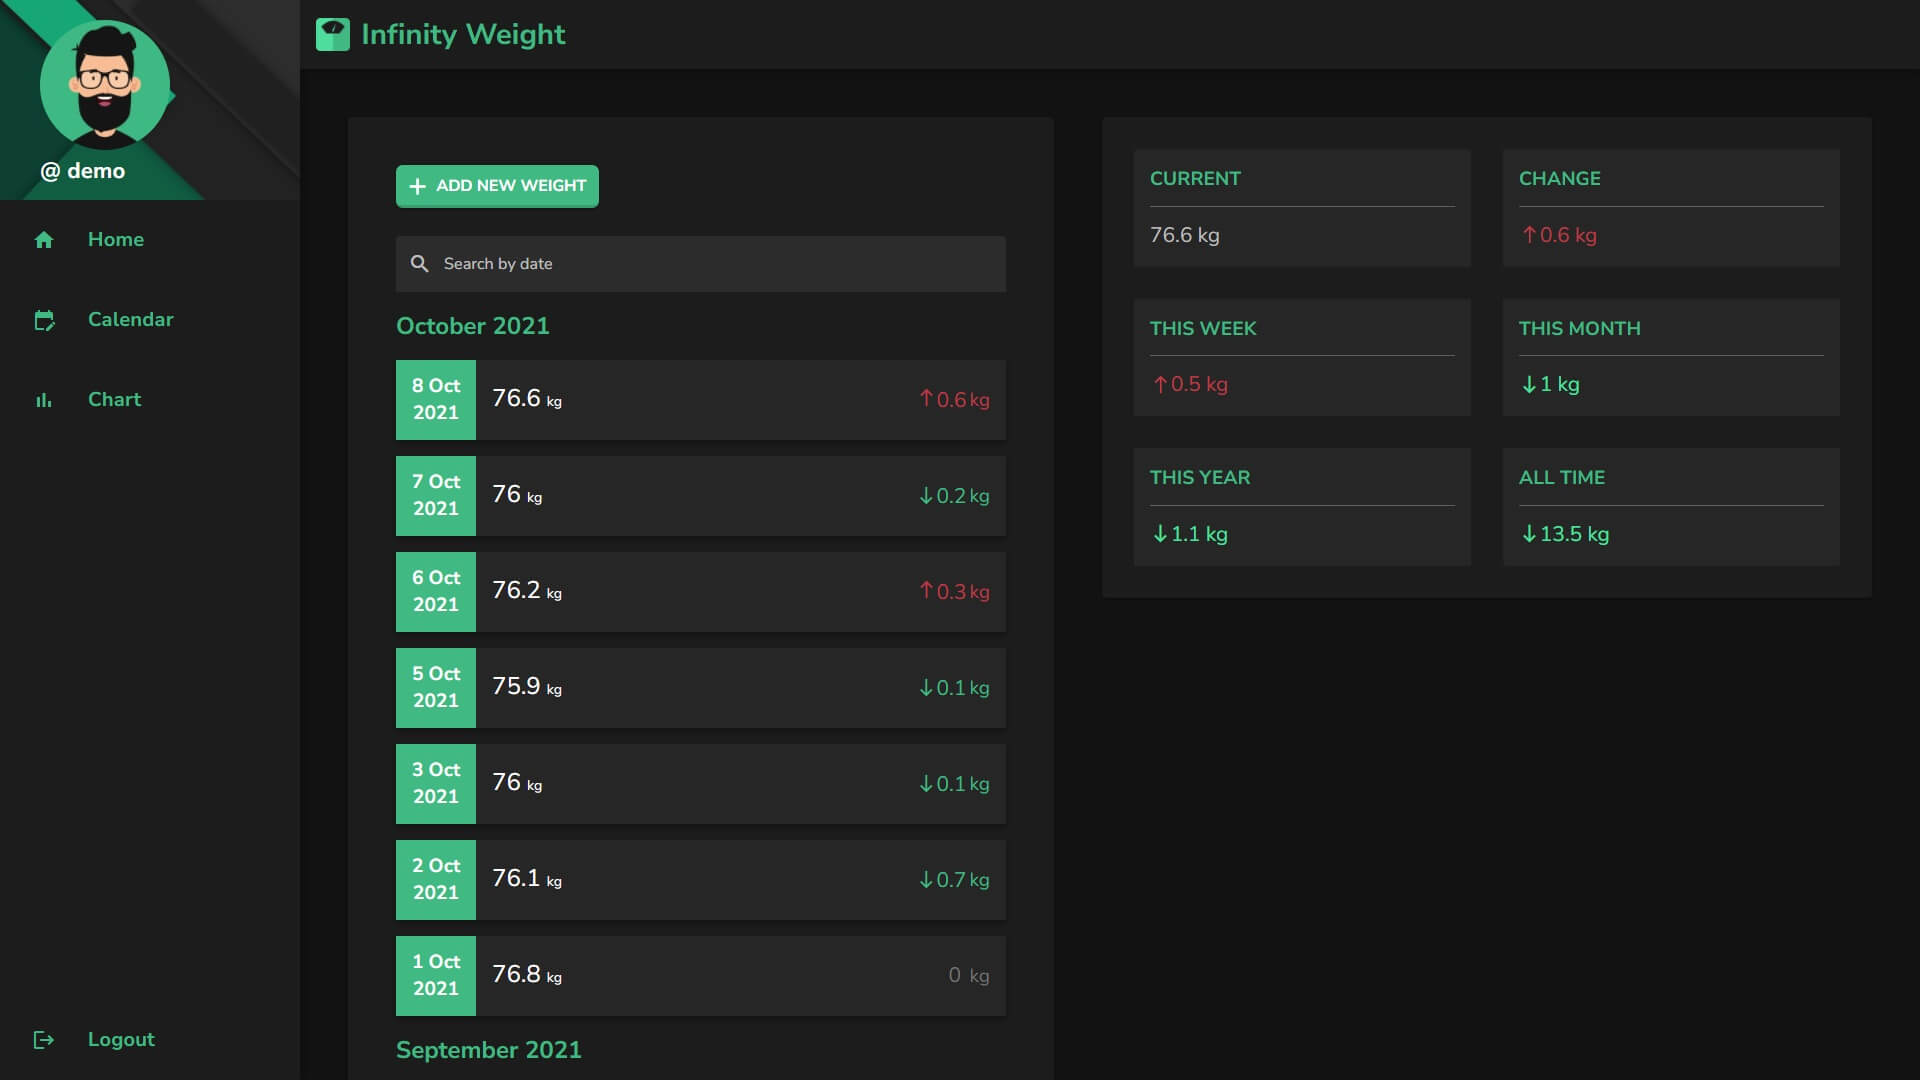 @ demo
Home
Calendar
Chart
Logout
Infinity Weight
ADD NEW WEIGHT
Search by date
October 2021
8 Oct
2021
76.6 kg
↑0.6 kg
7 Oct
2021
76 kg
↓0.2 kg
6 Oct
2021
76.2 kg
↑0.3 kg
5 Oct
2021
75.9 kg
↓0.1 kg
3 Oct
2021
76 kg
↓0.1 kg
2 Oct
2021
76.1 kg
↓0.7 kg
1 Oct
2021
76.8 kg
0 kg
September 2021
CURRENT
76.6 kg
CHANGE
↑0.6 kg
THIS WEEK
↑0.5 kg
THIS MONTH
↓1 kg
THIS YEAR
↓1.1 kg
ALL TIME
↓13.5 kg